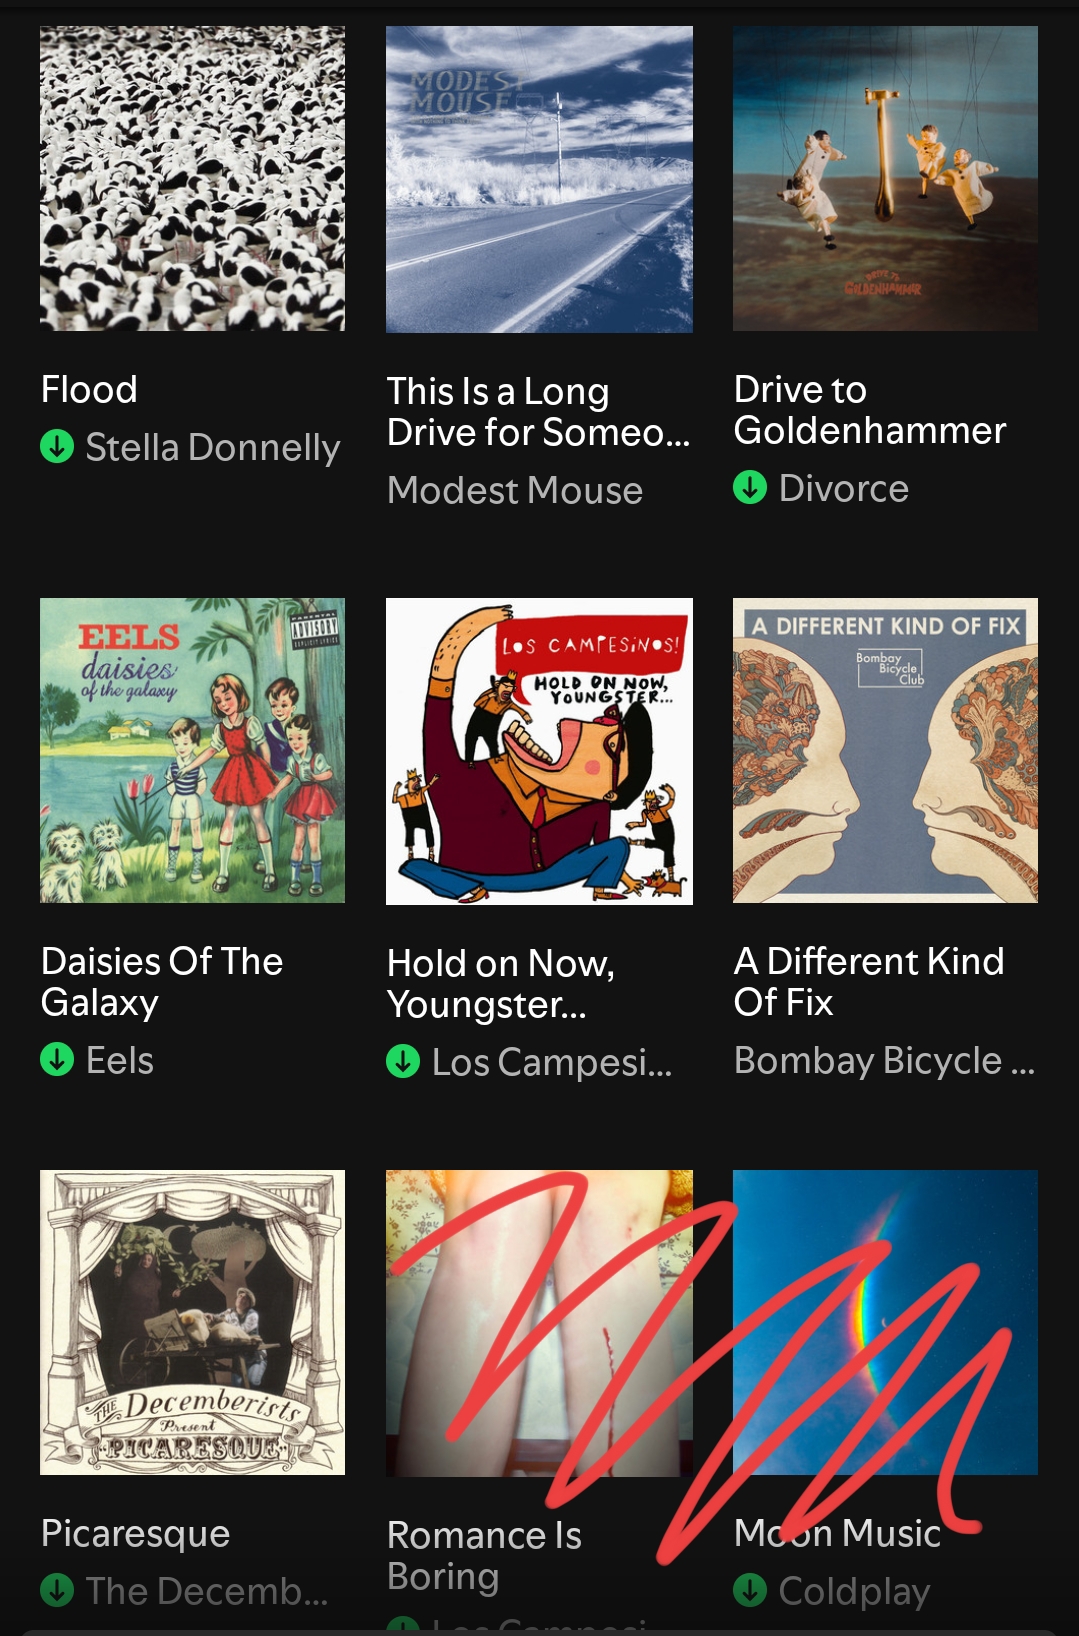 MODEST
MOUSE
DRIVE TO
GOLDENHAMMER
Flood
Stella Donnelly
This Is a Long
Drive for Someo...
Modest Mouse
Drive to
Goldenhammer
Divorce
EELS
daisies
of the galaxy
PARENTAL
ADVISORY
EXPLICIT LYRICS
LOS CAMPESINOS!
HOLD ON NOW,
YOUNGSTER...
A DIFFERENT KIND OF FIX
Bombay
Bicycle
Club
Daisies Of The
Galaxy
Eels
Hold on Now,
Youngster...
Los Campesi...
A Different Kind
Of Fix
Bombay Bicycle ...
THE Decemberists
Present
"PICARESQUE"
Picaresque
The Decemb...
Romance Is
Boring
Los Campesi
Moon Music
Coldplay